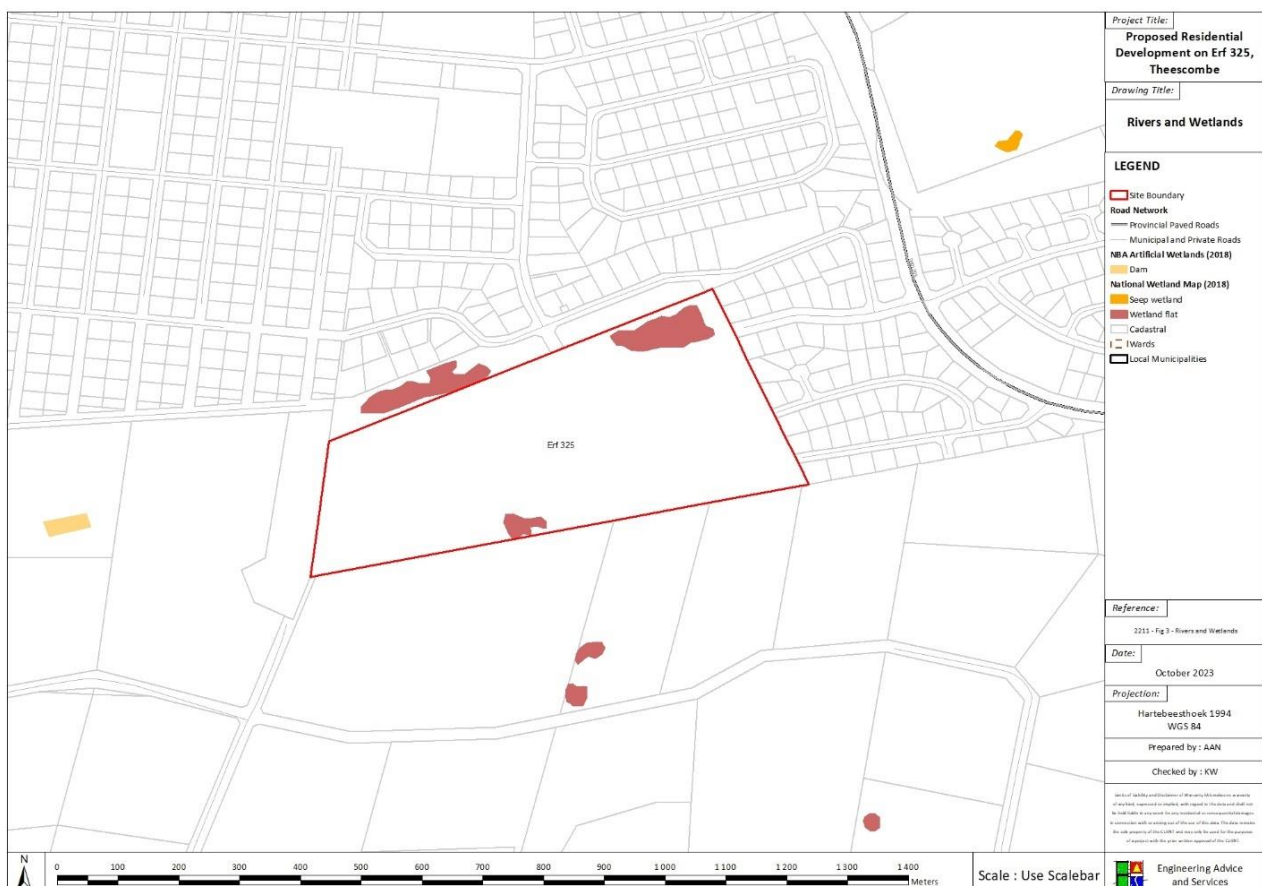 Project Title:
Proposed Residential
Development on Erf 325,
Theescombe
Drawing Title:
Rivers and Wetlands
LEGEND
Site Boundary
Road Network
Provincial Paved Roads
Municipal and Private Roads
NBA Artificial Wetlands (2018)
Dam
National Wetland Map (2018)
Seep wetland
Wetland flat
Cadastral
Wards
Local Municipalities
Erf 325
Reference:
2211 - Fig 3 - Rivers and Wetlands
Date:
October 2023
Projection:
Hartebeesthoek 1994
WGS 84
Prepared by : AAN
Checked by : KW
N
0 100 200 300 400 500 600 700 800 900 1 000 1 100 1 200 1 300 1 400
Meters
Scale : Use Scalebar
Engineering Advice
and Services